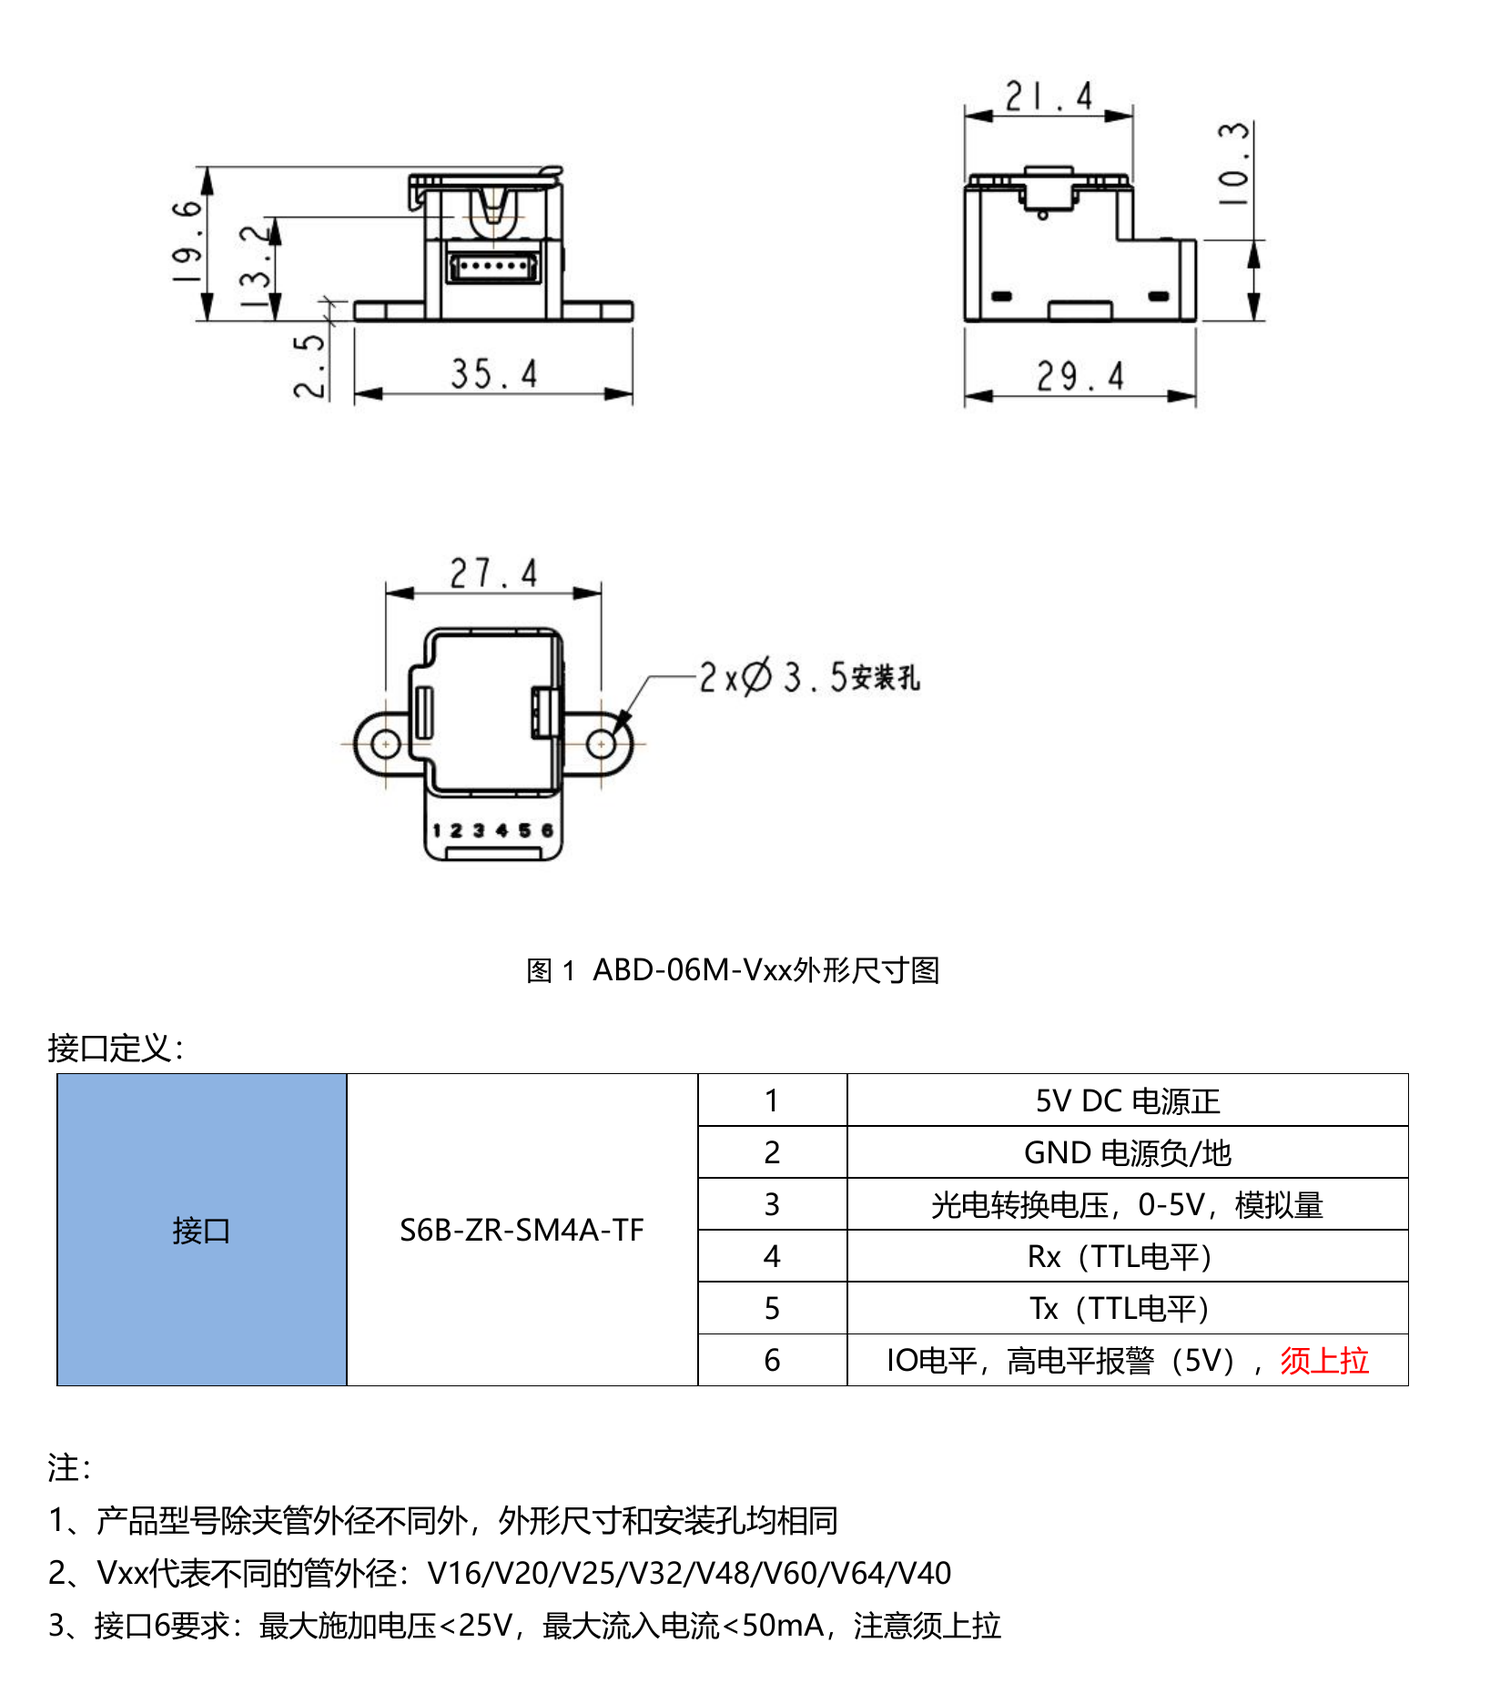 21.4
10.3
19.6
13.2
2.5
35.4
29.4
27.4
2x∅3.5安装孔
1 2 3 4 5 6
图 1 ABD-06M-Vxx外形尺寸图
接口定义：
接口
S6B-ZR-SM4A-TF
1 5V DC 电源正
2 GND 电源负/地
3 光电转换电压，0-5V，模拟量
4 Rx（TTL电平）
5 Tx（TTL电平）
6 IO电平，高电平报警（5V），须上拉
注：
1、产品型号除夹管外径不同外，外形尺寸和安装孔均相同
2、Vxx代表不同的管外径：V16/V20/V25/V32/V48/V60/V64/V40
3、接口6要求：最大施加电压<25V，最大流入电流<50mA，注意须上拉